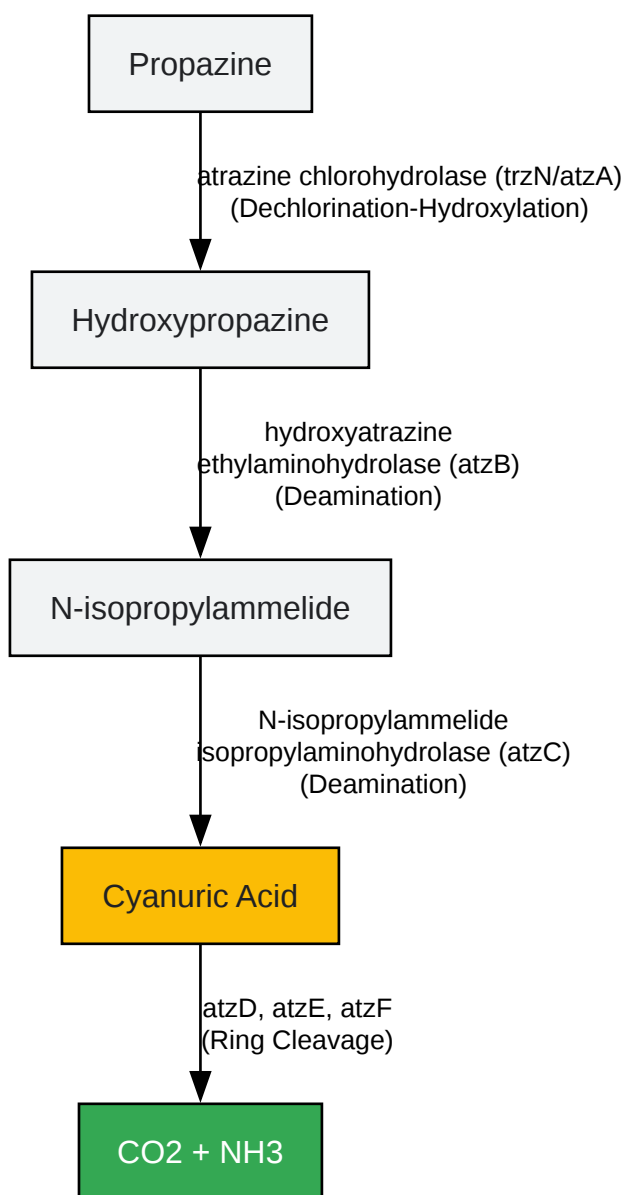 Propazine
atrazine chlorohydrolase (trzN/atzA)
(Dechlorination-Hydroxylation)
Hydroxypropazine
hydroxyatrazine
ethylaminohydrolase (atzB)
(Deamination)
N-isopropylammelide
N-isopropylammelide
isopropylaminohydrolase (atzC)
(Deamination)
Cyanuric Acid
atzD, atzE, atzF
(Ring Cleavage)
CO2 + NH3